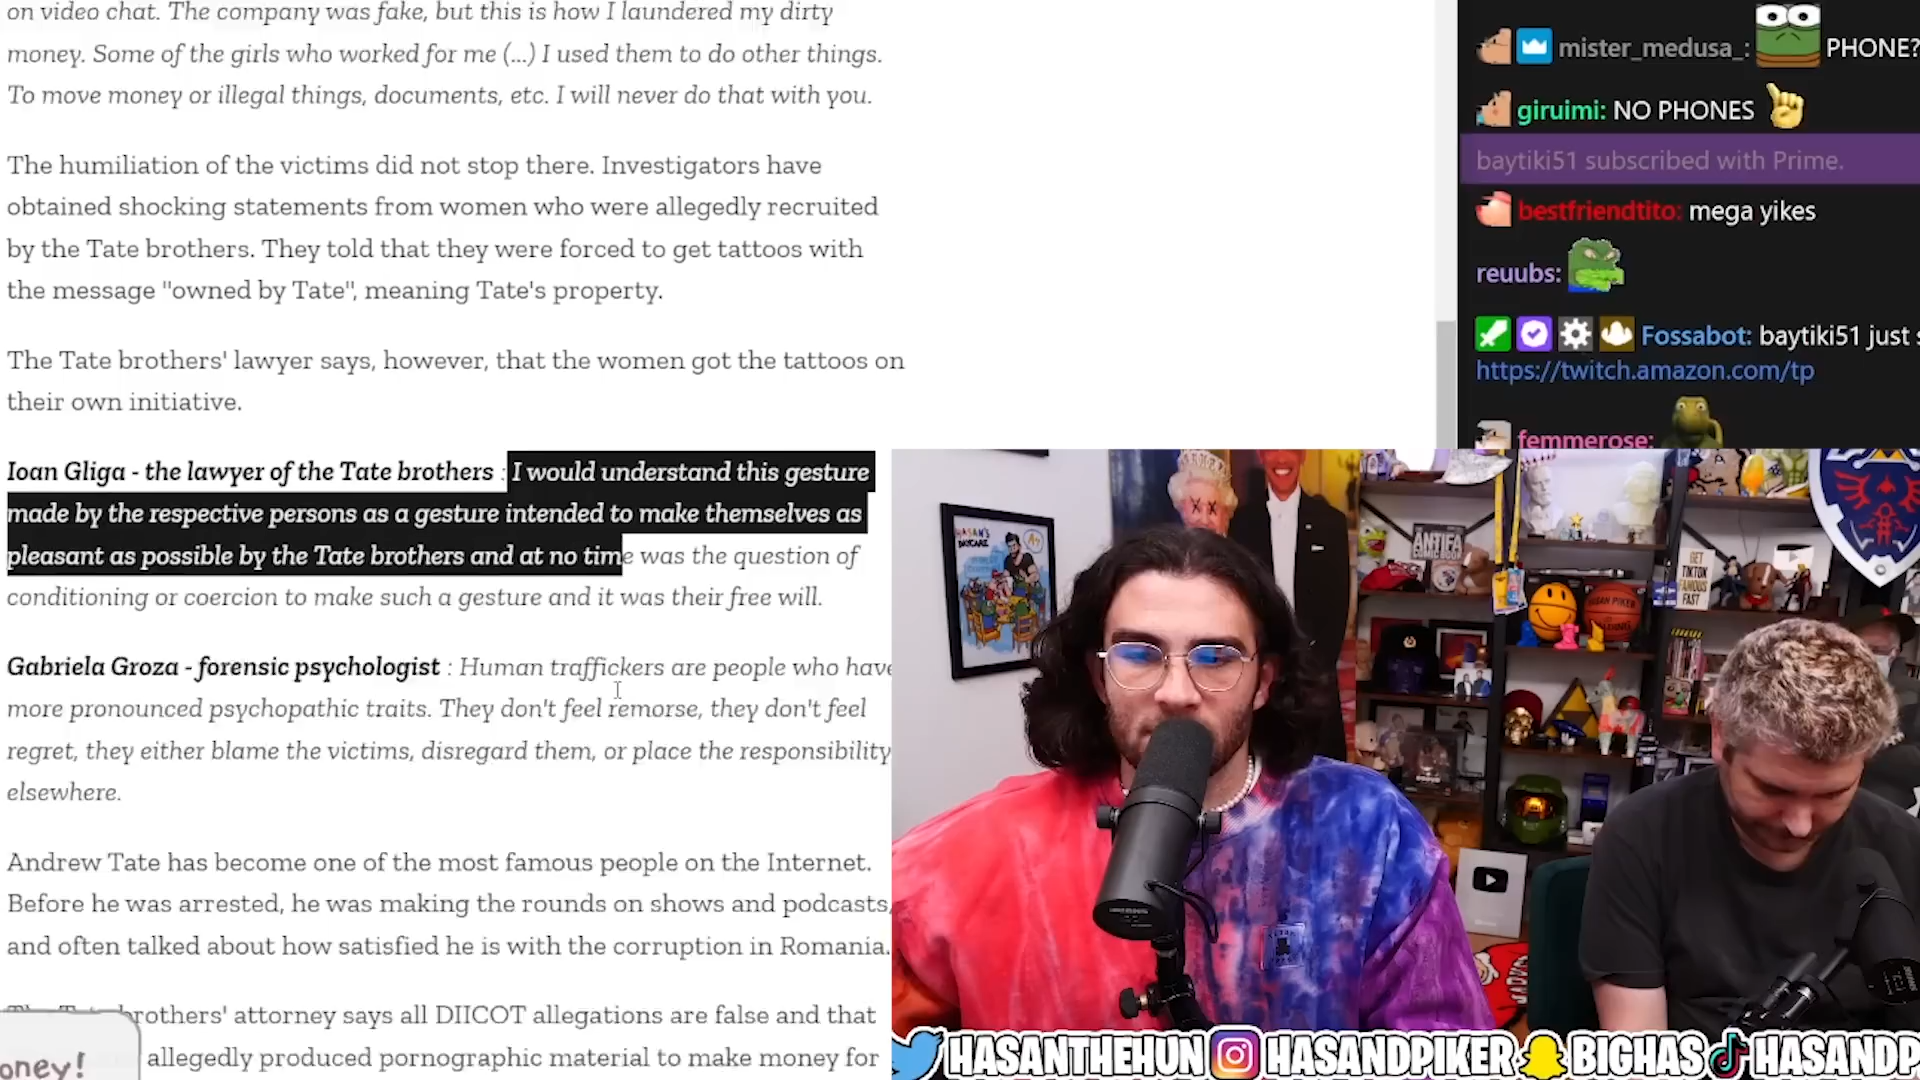 on video chat. The company was fake, but this is how I laundered my dirty
money. Some of the girls who worked for me (...) I used them to do other things.
To move money or illegal things, documents, etc. I will never do that with you.
The humiliation of the victims did not stop there. Investigators have
obtained shocking statements from women who were allegedly recruited
by the Tate brothers. They told that they were forced to get tattoos with
the message "owned by Tate", meaning Tate's property.
The Tate brothers' lawyer says, however, that the women got the tattoos on
their own initiative.
Ioan Gliga - the lawyer of the Tate brothers : I would understand this gesture
made by the respective persons as a gesture intended to make themselves as
pleasant as possible by the Tate brothers and at no time was the question of
conditioning or coercion to make such a gesture and it was their free will.
Gabriela Groza - forensic psychologist : Human traffickers are people who have
more pronounced psychopathic traits. They don't feel remorse, they don't feel
regret, they either blame the victims, disregard them, or place the responsibility
elsewhere.
Andrew Tate has become one of the most famous people on the Internet.
Before he was arrested, he was making the rounds on shows and podcasts,
and often talked about how satisfied he is with the corruption in Romania.
brothers' attorney says all DIICOT allegations are false and that
allegedly produced pornographic material to make money for
oney!
mister_medusa_: PHONE?
giruimi: NO PHONES
baytiki51 subscribed with Prime.
bestfriendtito: mega yikes
reuubs:
Fossabot: baytiki51 just
https://twitch.amazon.com/tp
femmerose:
HASAN'S
DAYCARE
A+
ANTIFA
COMIC BOOK
GET
TIKTOK
FAMOUS
FAST
HASAN PIKER
HASANTHEHUN HASANDPIKER BIGHAS HASANDP